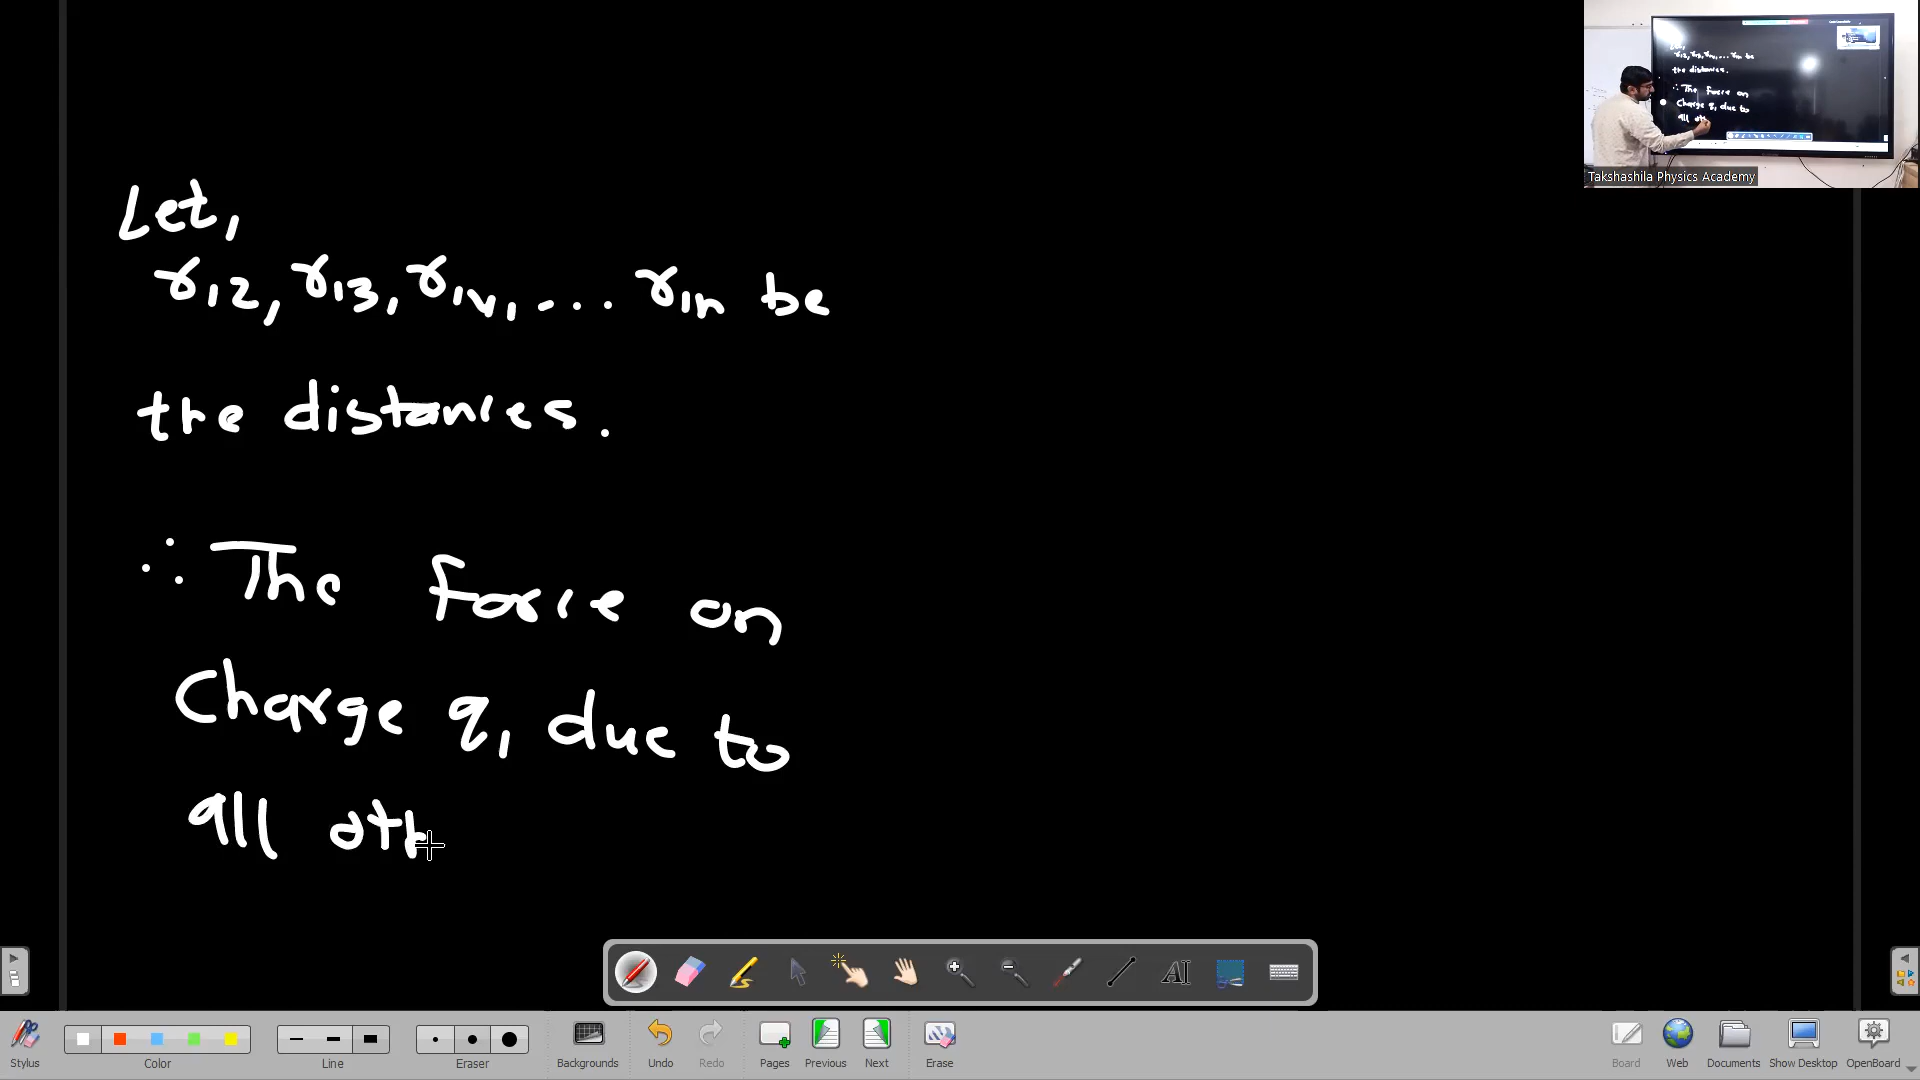 Let,
r12, r13, r14, ... r1n be
the distances.
∴ The force on
Charge q1 due to
all oth
Takshashila Physics Academy
Stylus
Color
Line
Eraser
Backgrounds
Undo
Redo
Pages
Previous
Next
Erase
Board
Web
Documents
Show Desktop
OpenBoard